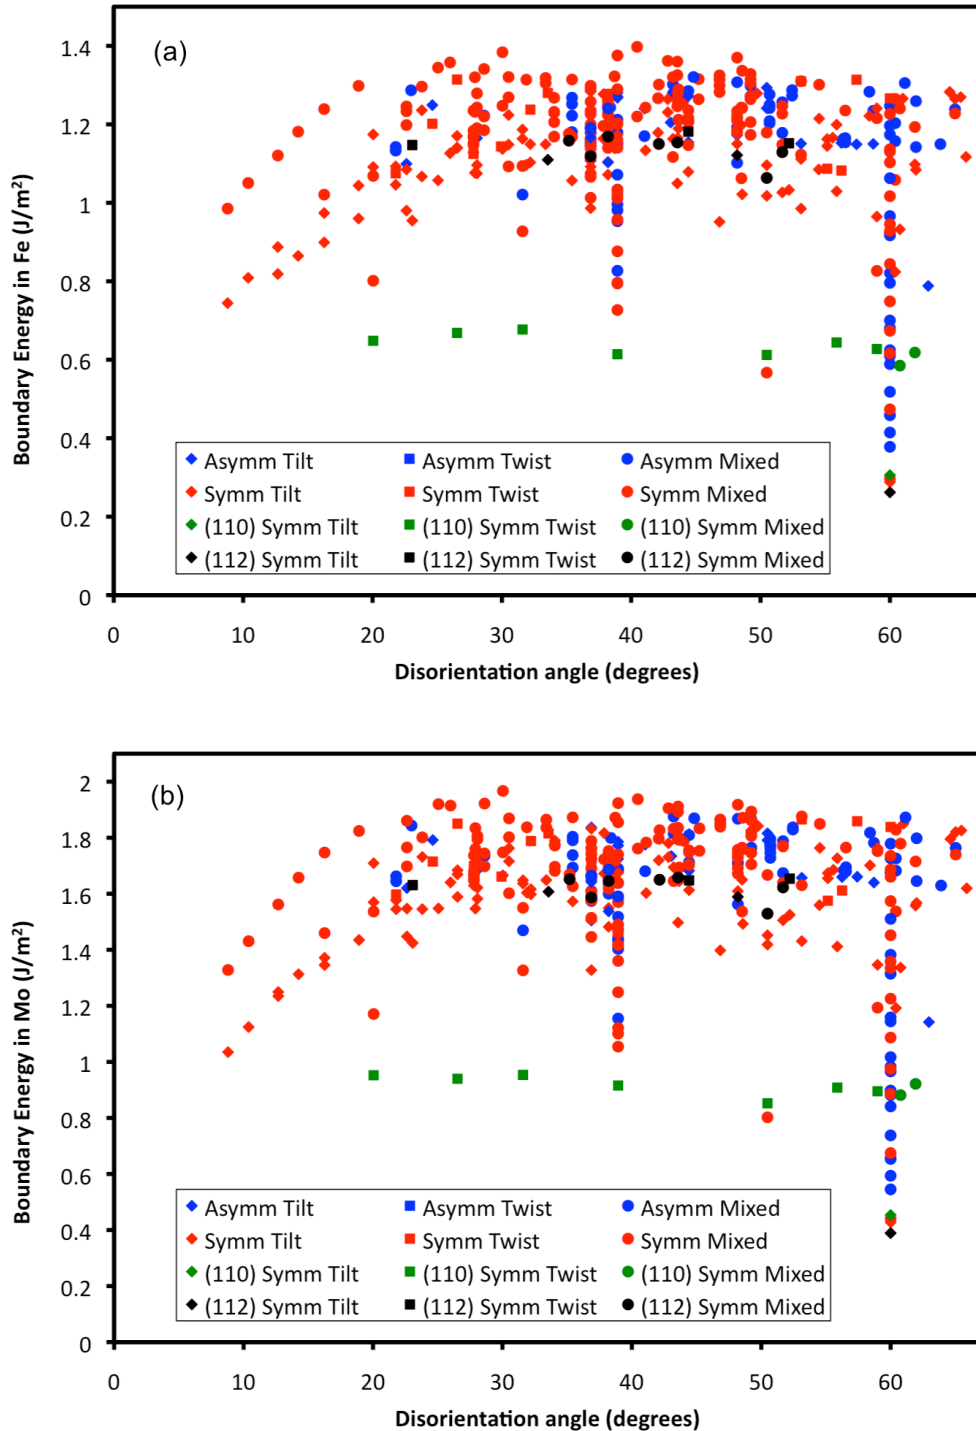 (a)
Boundary Energy in Fe (J/m²)
1.4
1.2
1
0.8
0.6
0.4
0.2
0
Asymm Tilt Asymm Twist Asymm Mixed
Symm Tilt Symm Twist Symm Mixed
(110) Symm Tilt (110) Symm Twist (110) Symm Mixed
(112) Symm Tilt (112) Symm Twist (112) Symm Mixed
0 10 20 30 40 50 60
Disorientation angle (degrees)
(b)
Boundary Energy in Mo (J/m²)
2
1.8
1.6
1.4
1.2
1
0.8
0.6
0.4
0.2
0
Asymm Tilt Asymm Twist Asymm Mixed
Symm Tilt Symm Twist Symm Mixed
(110) Symm Tilt (110) Symm Twist (110) Symm Mixed
(112) Symm Tilt (112) Symm Twist (112) Symm Mixed
0 10 20 30 40 50 60
Disorientation angle (degrees)